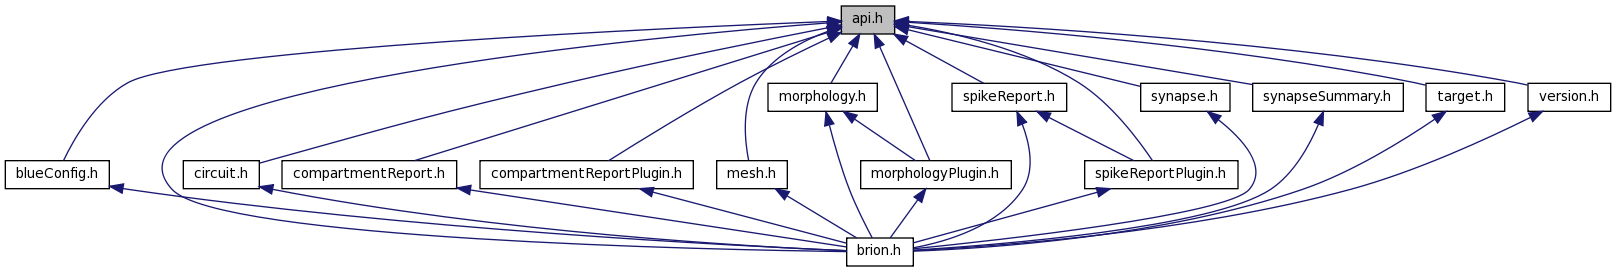 api.h
morphology.h
spikeReport.h
synapse.h
synapseSummary.h
target.h
version.h
blueConfig.h
circuit.h
compartmentReport.h
compartmentReportPlugin.h
mesh.h
morphologyPlugin.h
spikeReportPlugin.h
brion.h